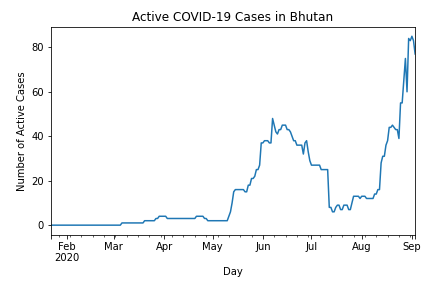 Active COVID-19 Cases in Bhutan
Number of Active Cases
80
60
40
20
0
Feb Mar Apr May Jun Jul Aug Sep
2020
Day